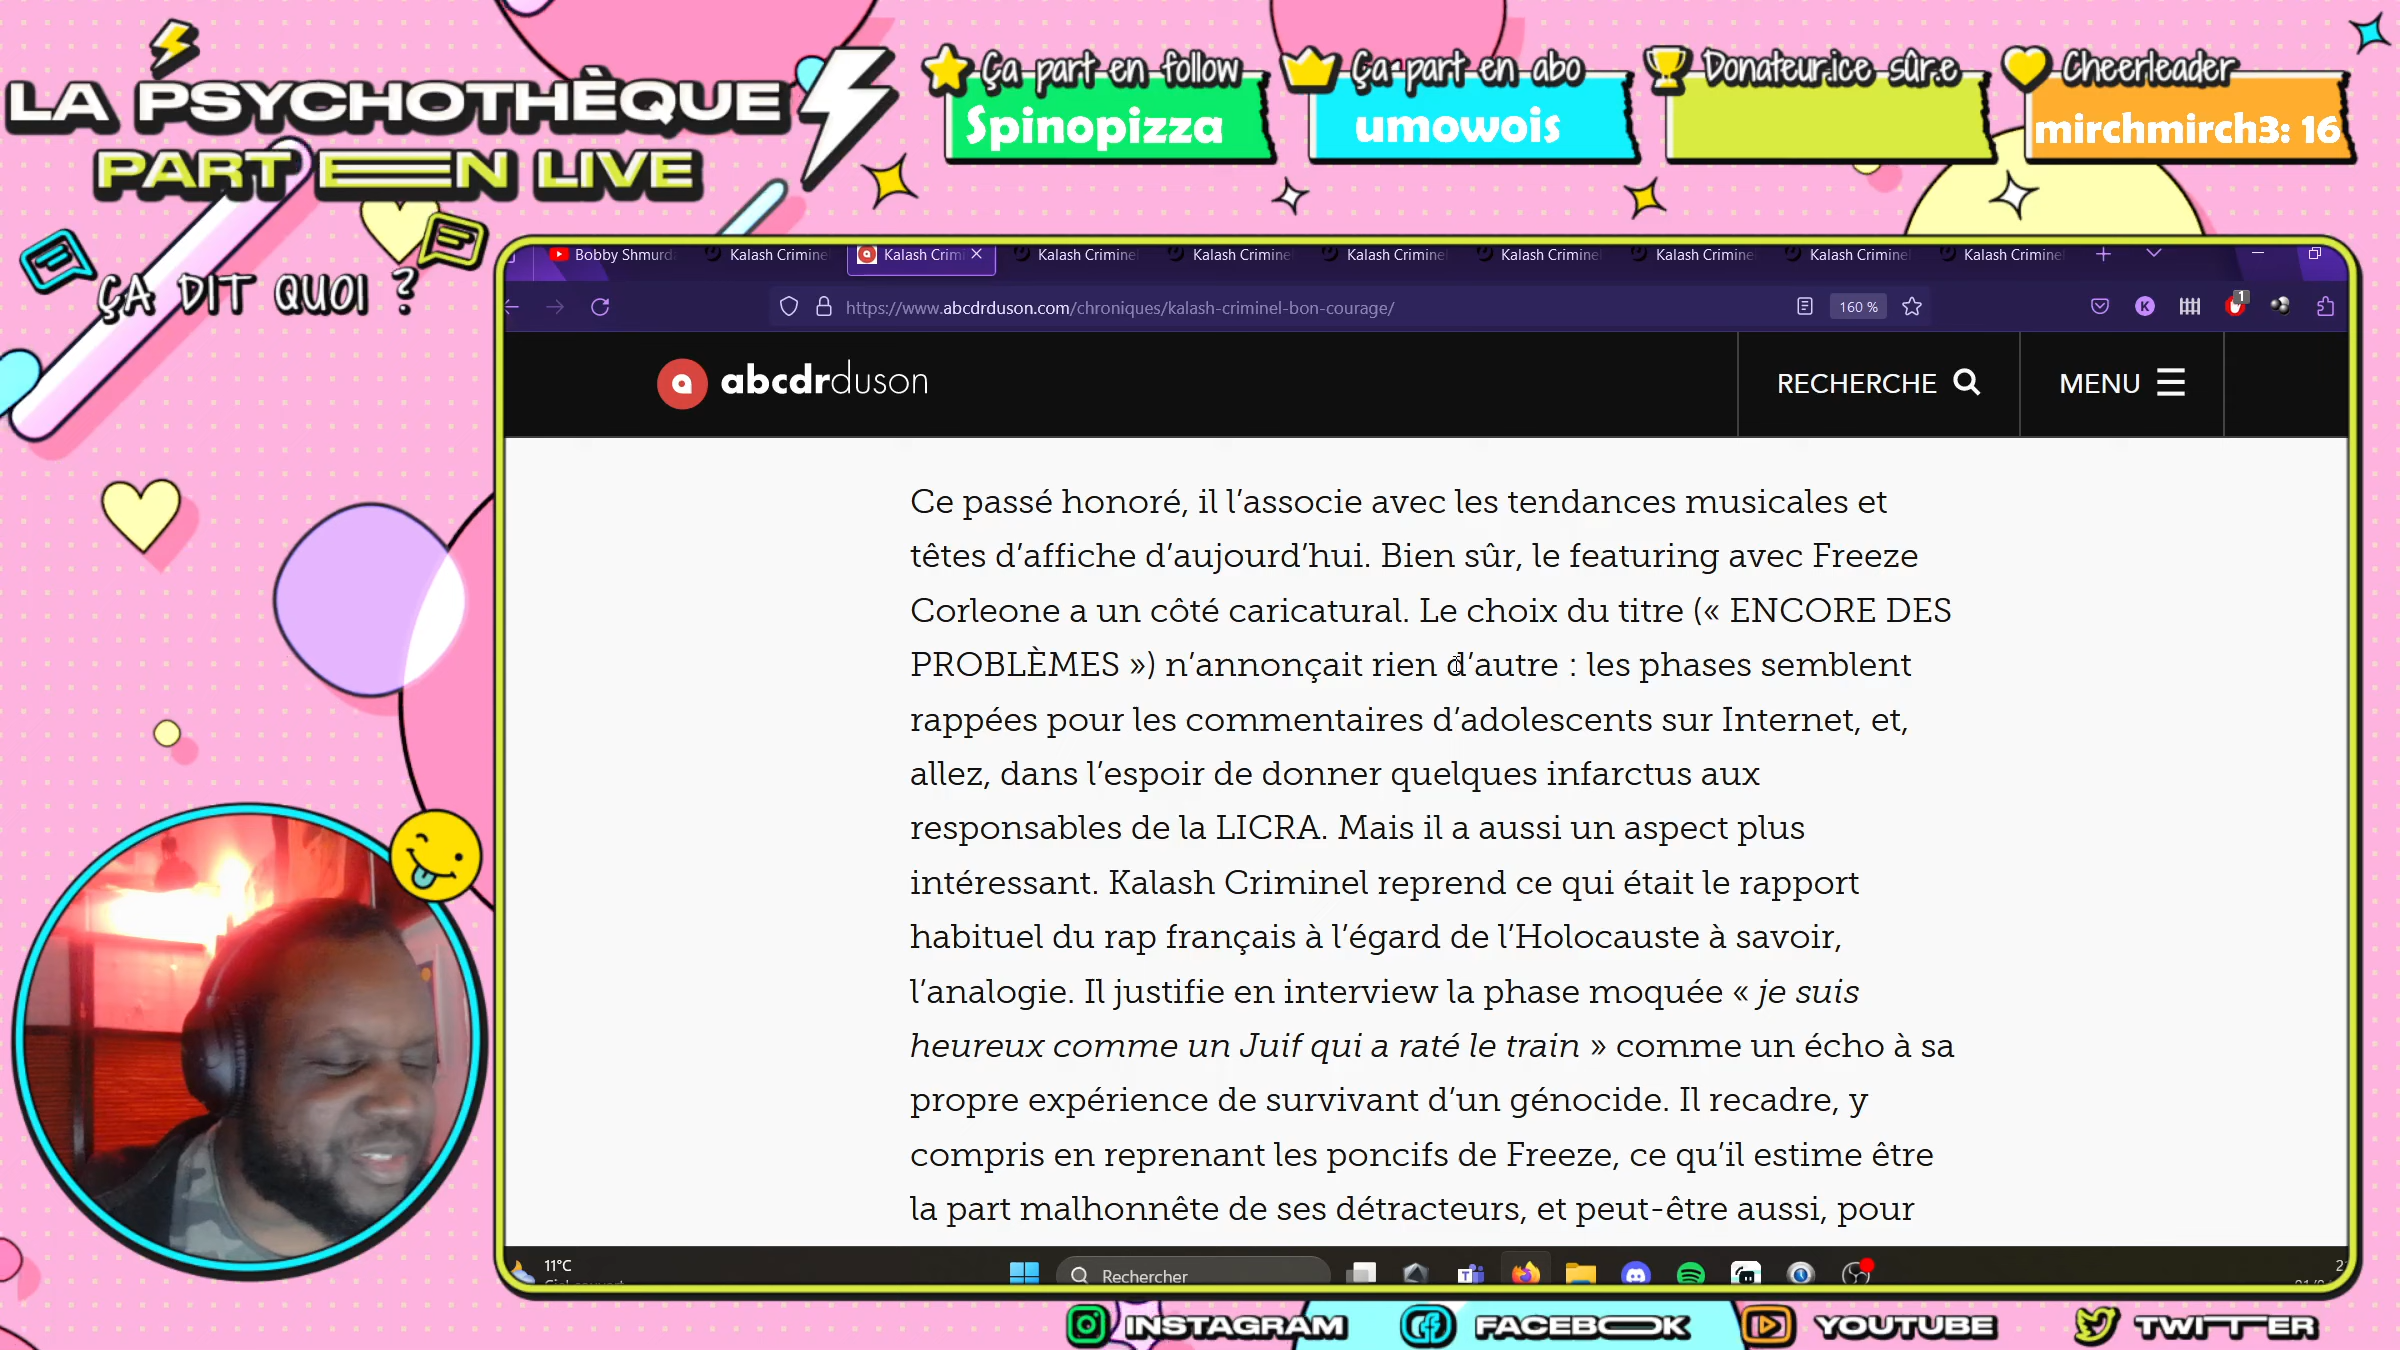 LA PSYCHOTHÈQUE
PART EN LIVE
Ça part en follow
Spinopizza
Ça part en abo
umowois
Donateur.ice sûr.e
Cheerleader
mirchmirch3: 16
ÇA DIT QUOI ?
Bobby Shmurd
Kalash Crimine
Kalash Crim
Kalash Criminel
Kalash Criminel
Kalash Criminel
Kalash Criminel
Kalash Criminel
Kalash Criminel
Kalash Criminel
https://www.abcdrduson.com/chroniques/kalash-criminel-bon-courage/
160 %
K
1
abcdrduson
RECHERCHE
MENU
Ce passé honoré, il l’associe avec les tendances musicales et
têtes d’affiche d’aujourd’hui. Bien sûr, le featuring avec Freeze
Corleone a un côté caricatural. Le choix du titre (« ENCORE DES
PROBLÈMES ») n’annonçait rien d’autre : les phases semblent
rappées pour les commentaires d’adolescents sur Internet, et,
allez, dans l’espoir de donner quelques infarctus aux
responsables de la LICRA. Mais il a aussi un aspect plus
intéressant. Kalash Criminel reprend ce qui était le rapport
habituel du rap français à l’égard de l’Holocauste à savoir,
l’analogie. Il justifie en interview la phase moquée « je suis
heureux comme un Juif qui a raté le train » comme un écho à sa
propre expérience de survivant d’un génocide. Il recadre, y
compris en reprenant les poncifs de Freeze, ce qu’il estime être
la part malhonnête de ses détracteurs, et peut-être aussi, pour
11°C
Rechercher
INSTAGRAM
FACEBOOK
YOUTUBE
TWITTER